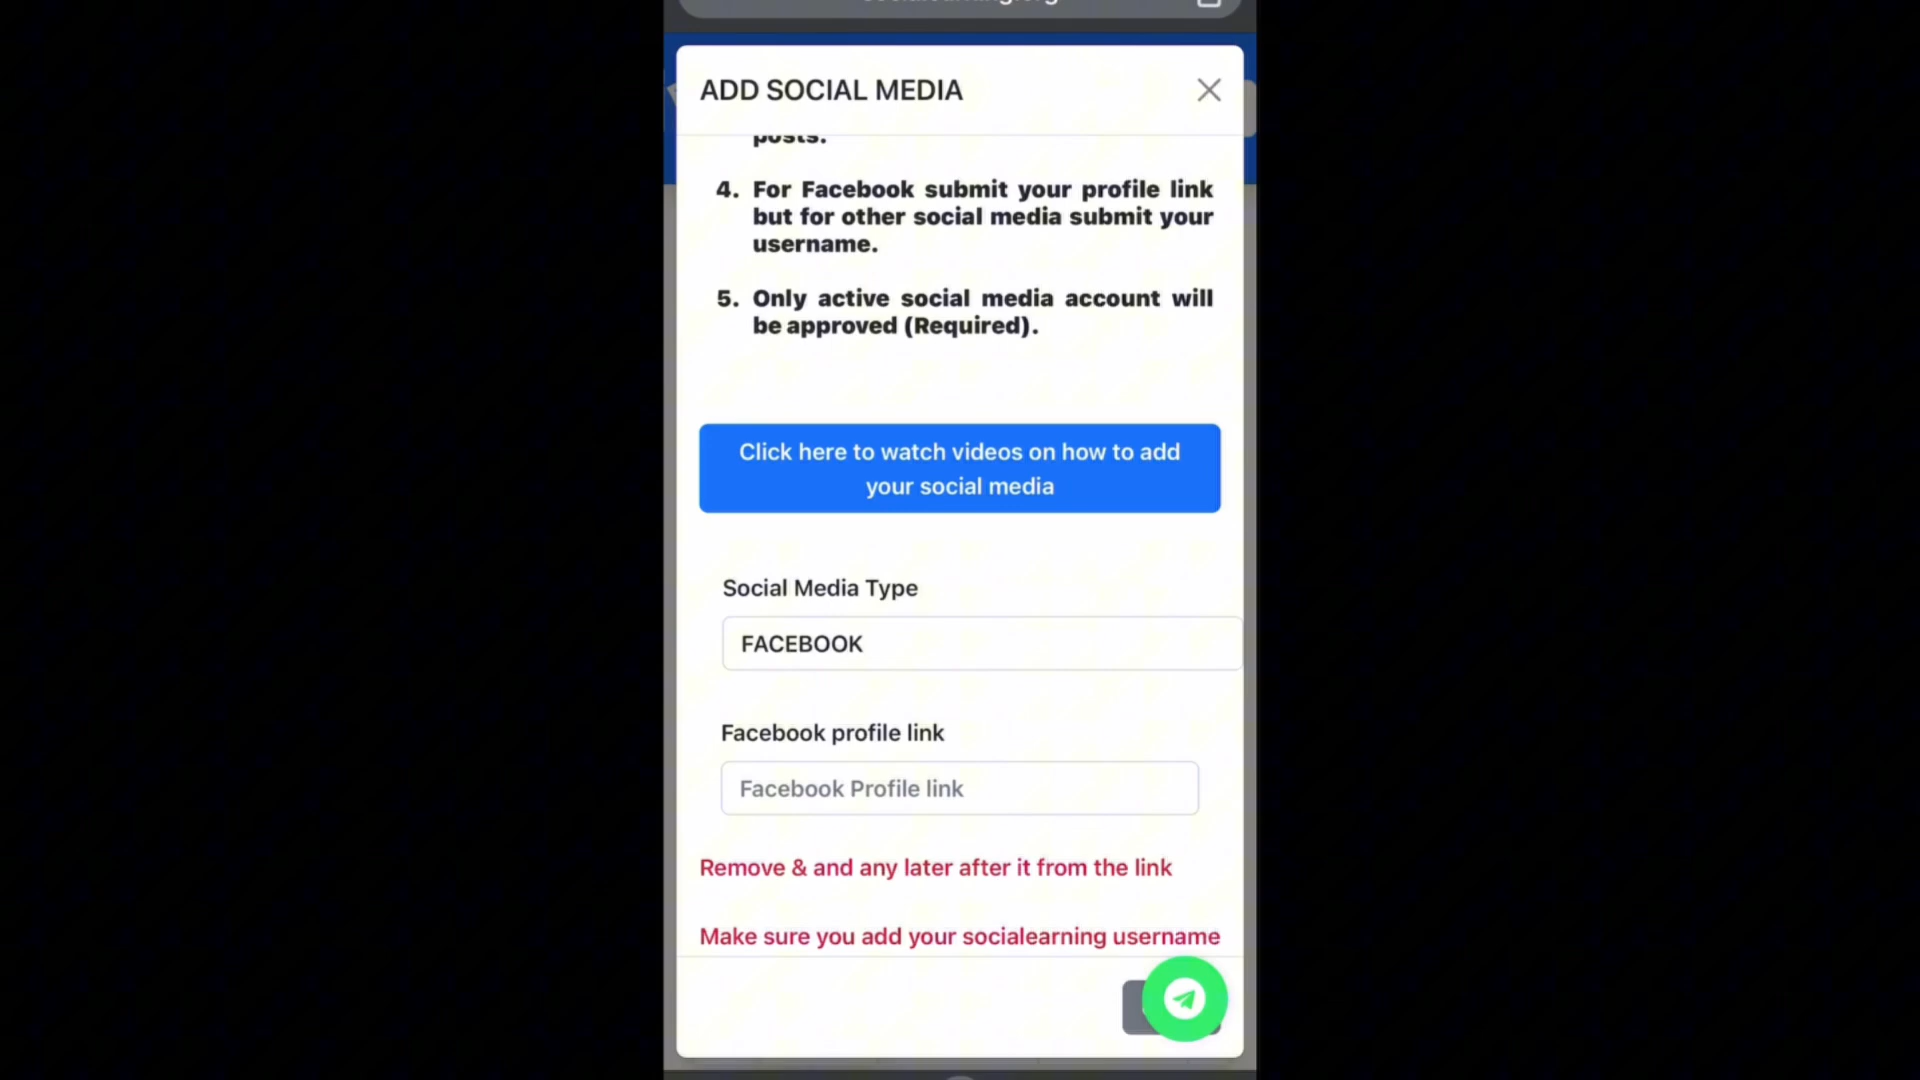 ADD SOCIAL MEDIA
posts.
4. For Facebook submit your profile link
but for other social media submit your
username.
5. Only active social media account will
be approved (Required).
Click here to watch videos on how to add
your social media
Social Media Type
FACEBOOK
Facebook profile link
Facebook Profile link
Remove & and any later after it from the link
Make sure you add your socialearning username